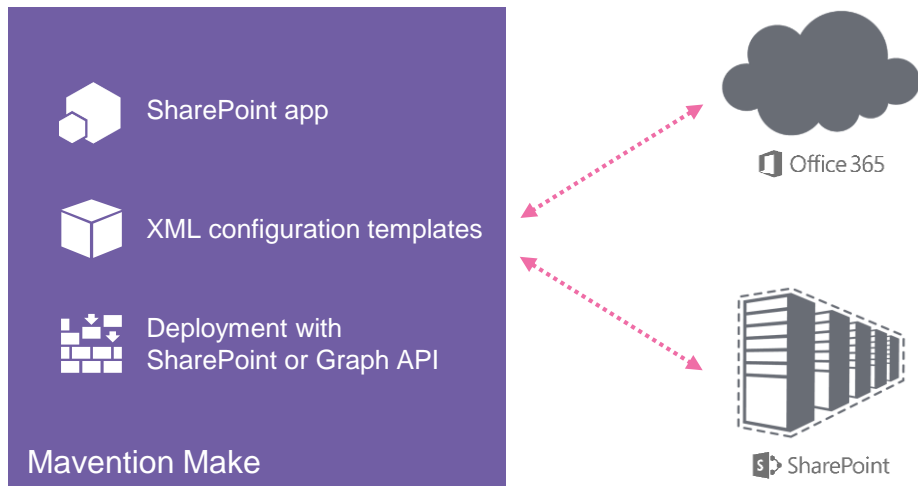 SharePoint app
XML configuration templates
Deployment with
SharePoint or Graph API
Mavention Make
Office 365
S SharePoint